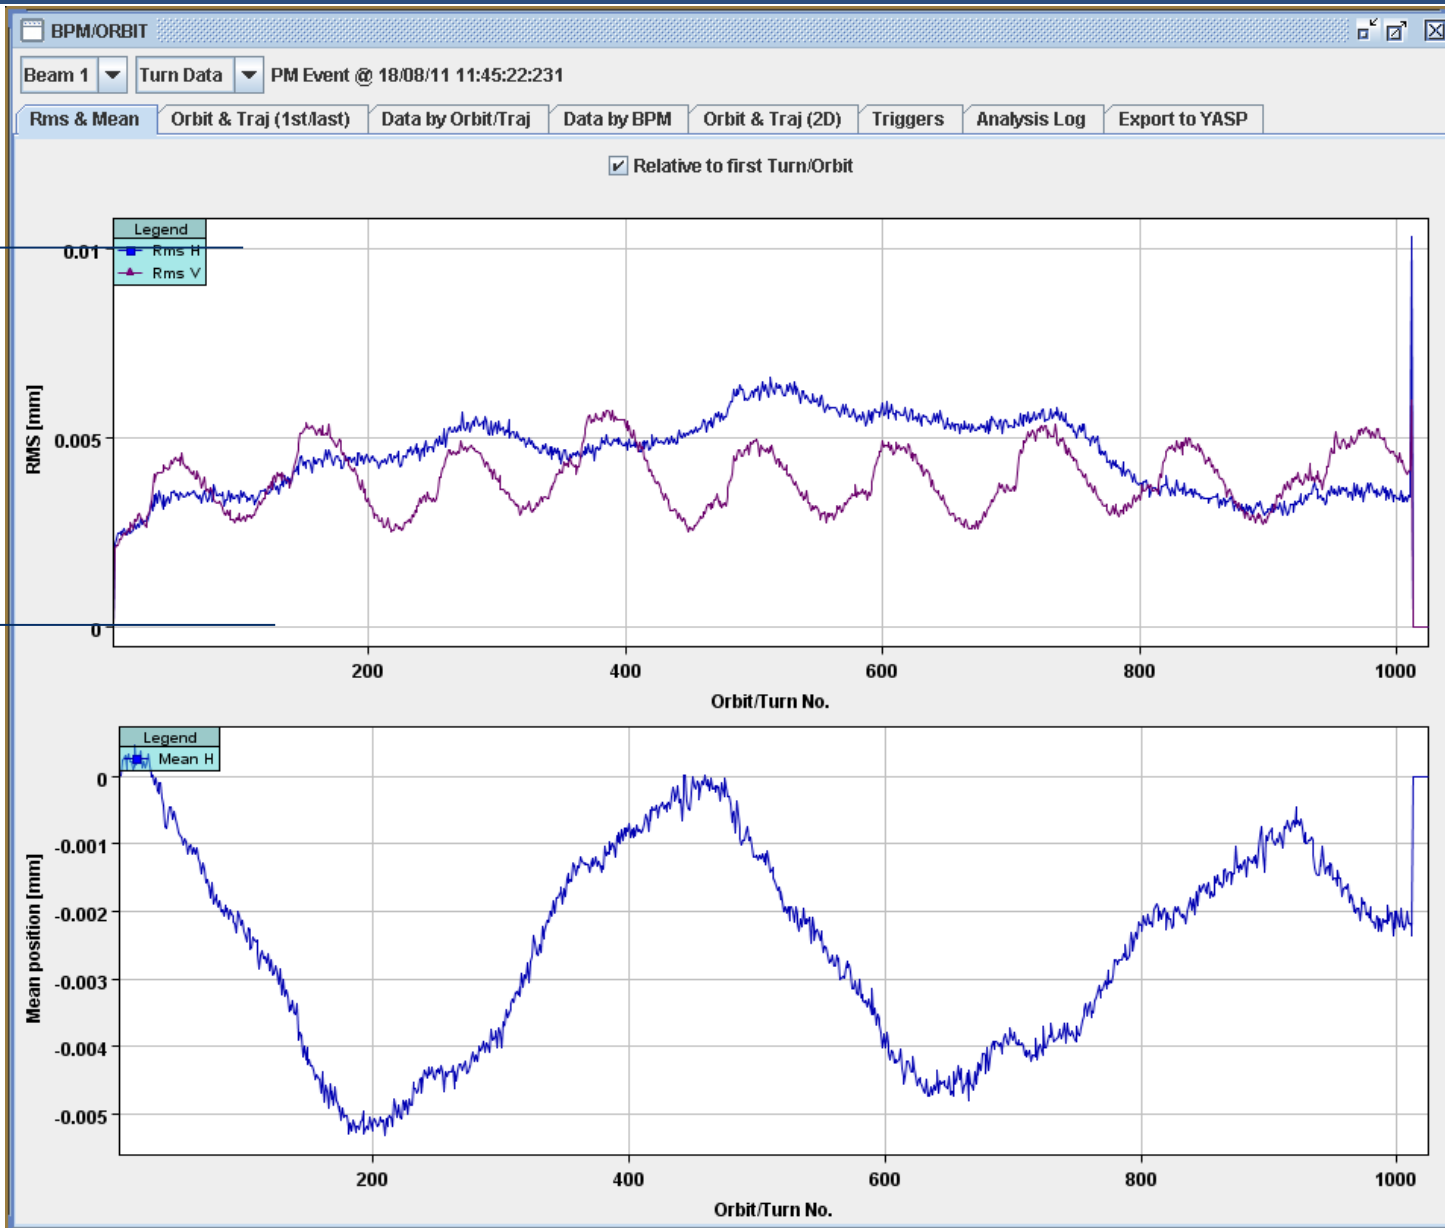 BPM/ORBIT
Beam 1 Turn Data PM Event @ 18/08/11 11:45:22:231
Rms & Mean Orbit & Traj (1st/last) Data by Orbit/Traj Data by BPM Orbit & Traj (2D) Triggers Analysis Log Export to YASP
Relative to first Turn/Orbit
Legend
Rms H
Rms V
0.01
0.005
0
RMS [mm]
200 400 600 800 1000
Orbit/Turn No.
Legend
Mean H
0
-0.001
-0.002
-0.003
-0.004
-0.005
Mean position [mm]
200 400 600 800 1000
Orbit/Turn No.